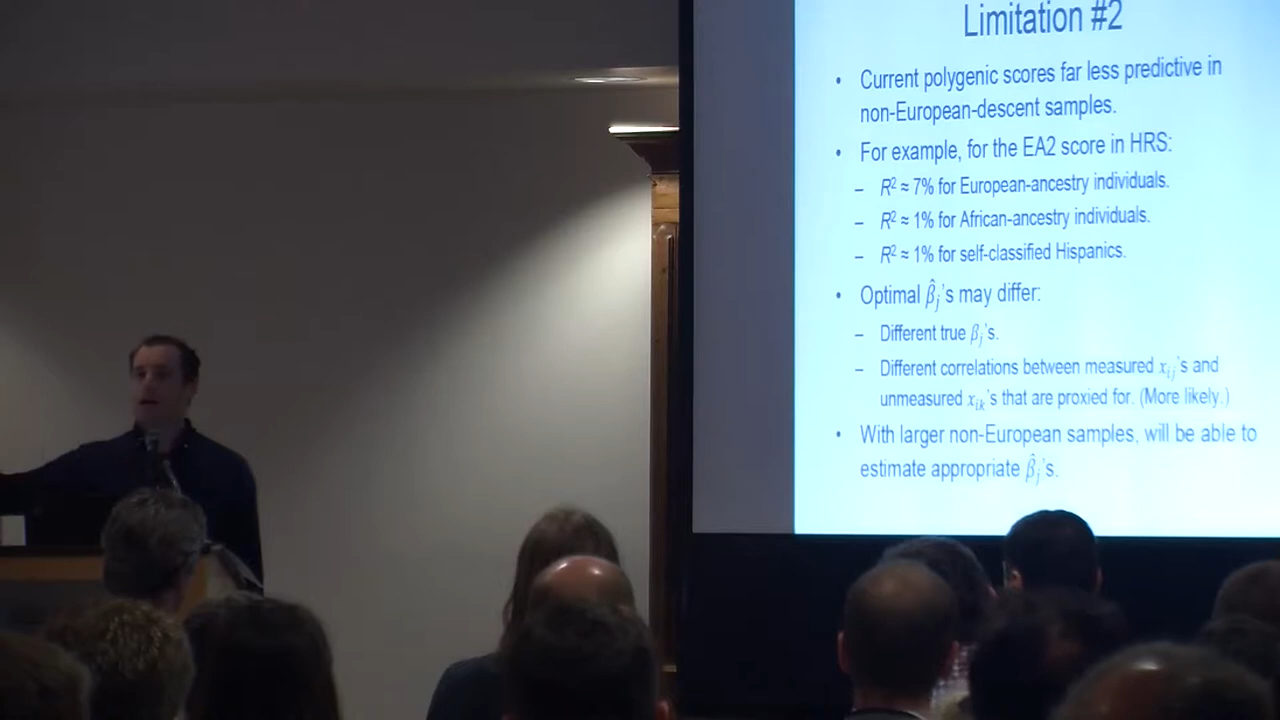 Limitation #2
• Current polygenic scores far less predictive in
non-European-descent samples.
• For example, for the EA2 score in HRS:
– R² ≈ 7% for European-ancestry individuals.
– R² ≈ 1% for African-ancestry individuals.
– R² ≈ 1% for self-classified Hispanics.
• Optimal β̂ⱼ's may differ:
– Different true βⱼ's.
– Different correlations between measured xᵢⱼ's and
unmeasured xᵢₖ's that are proxied for. (More likely.)
• With larger non-European samples, will be able to
estimate appropriate β̂ⱼ's.